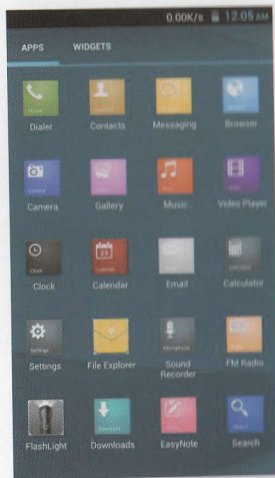 0.00K/s 12:05 AM
APPS WIDGETS
Dialer Contacts Messaging Browser
Camera Gallery Music Video Player
Clock Calendar Email Calculator
Settings File Explorer Sound Recorder FM Radio
FlashLight Downloads EasyNote Search